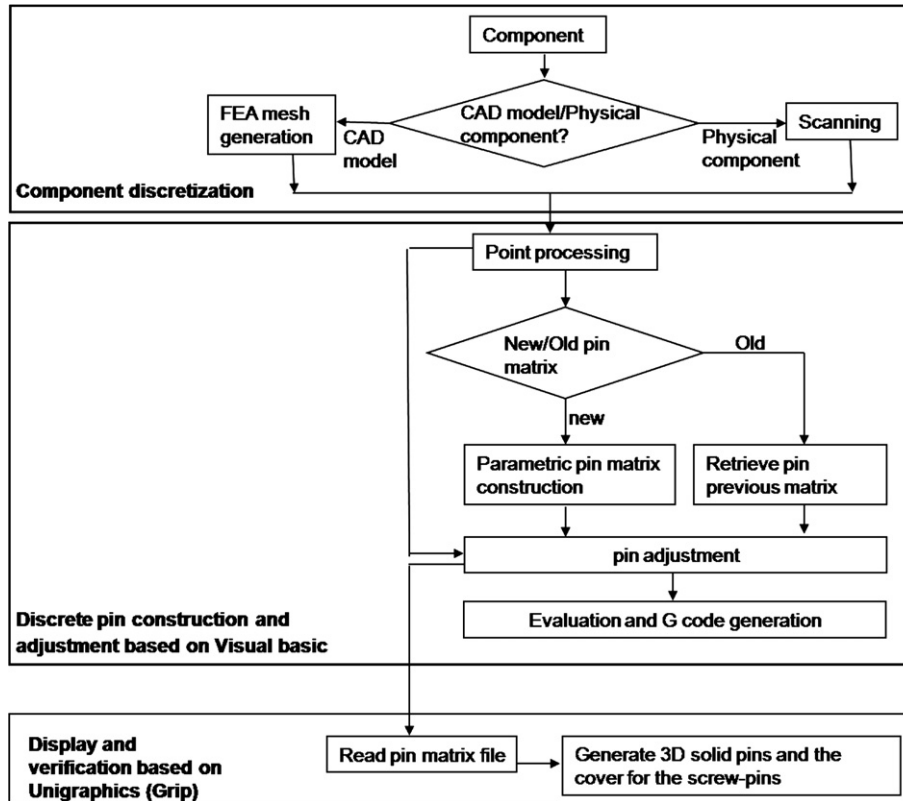 Component
CAD model/Physical
component?
FEA mesh
generation
CAD
model
Physical
component
Scanning
Component discretization
Point processing
New/Old pin
matrix
Old
new
Parametric pin matrix
construction
Retrieve pin
previous matrix
pin adjustment
Evaluation and G code generation
Discrete pin construction and
adjustment based on Visual basic
Display and
verification based on
Unigraphics (Grip)
Read pin matrix file
Generate 3D solid pins and the
cover for the screw-pins